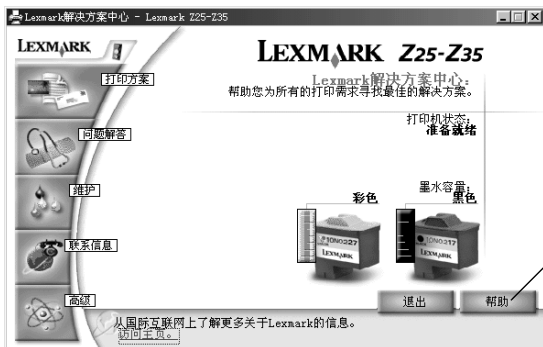 Lexmark解决方案中心 - Lexmark Z25-Z35
LEXMARK
LEXMARK Z25-Z35
Lexmark解决方案中心：
帮助您为所有的打印需求寻找最佳的解决方案。
打印方案
打印机状态：
准备就绪
问题解答
维护
墨水容量：
彩色
黑色
联系信息
1DN0227
LEXMARK
1DN0217
LEXMARK
高级
退出
帮助
从国际互联网上了解更多关于Lexmark的信息。
访问主页。